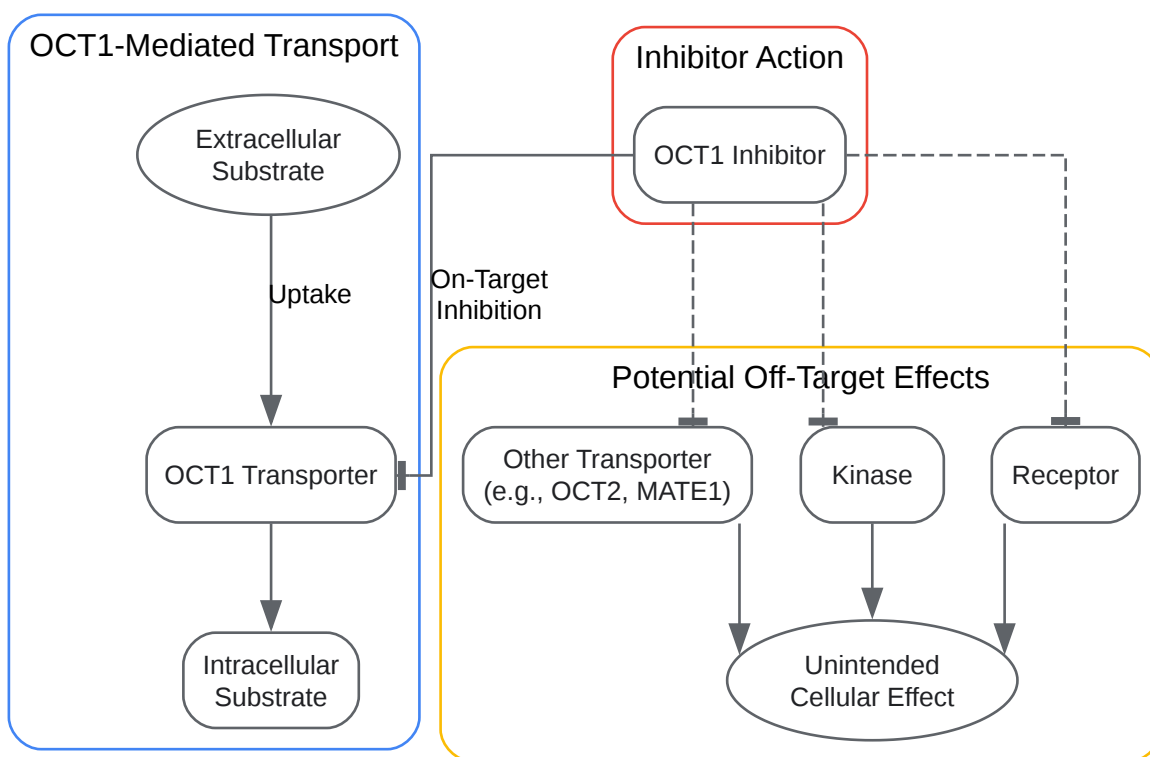 OCT1-Mediated Transport
Extracellular
Substrate
Uptake
OCT1 Transporter
Intracellular
Substrate
Inhibitor Action
OCT1 Inhibitor
On-Target
Inhibition
Potential Off-Target Effects
Other Transporter
(e.g., OCT2, MATE1)
Kinase
Receptor
Unintended
Cellular Effect